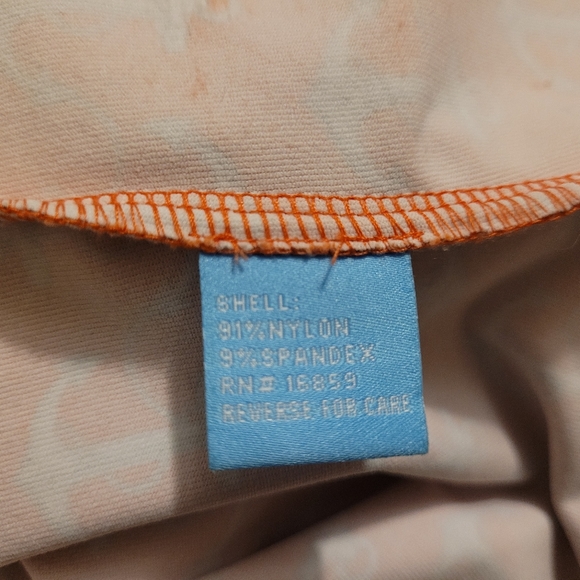 SHELL:
91%NYLON
9%SPANDEX
RN# 16859
REVERSE FOR CARE